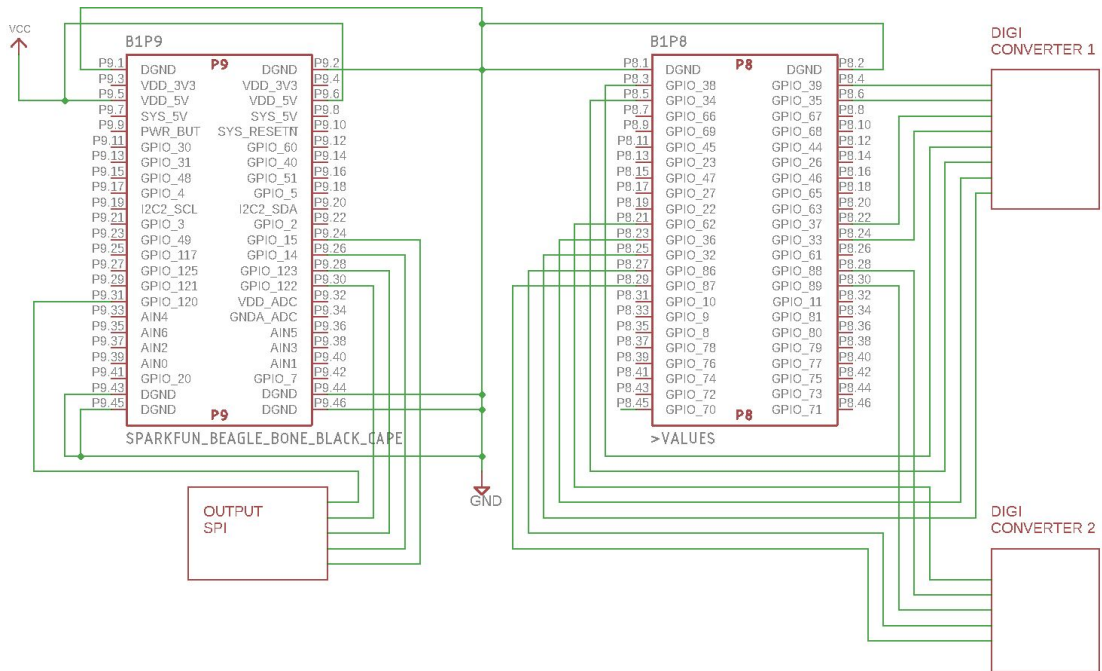 VCC
B1P9
P9
P9.1 DGND DGND P9.2
P9.3 VDD_3V3 VDD_3V3 P9.4
P9.5 VDD_5V VDD_5V P9.6
P9.7 SYS_5V SYS_5V P9.8
P9.9 PWR_BUT SYS_RESETN P9.10
P9.11 GPIO_30 GPIO_60 P9.12
P9.13 GPIO_31 GPIO_40 P9.14
P9.15 GPIO_48 GPIO_51 P9.16
P9.17 GPIO_4 GPIO_5 P9.18
P9.19 I2C2_SCL I2C2_SDA P9.20
P9.21 GPIO_3 GPIO_2 P9.22
P9.23 GPIO_49 GPIO_15 P9.24
P9.25 GPIO_117 GPIO_14 P9.26
P9.27 GPIO_125 GPIO_123 P9.28
P9.29 GPIO_121 GPIO_122 P9.30
P9.31 GPIO_120 VDD_ADC P9.32
P9.33 AIN4 GNDA_ADC P9.34
P9.35 AIN6 AIN5 P9.36
P9.37 AIN2 AIN3 P9.38
P9.39 AIN0 AIN1 P9.40
P9.41 GPIO_20 GPIO_7 P9.42
P9.43 DGND DGND P9.44
P9.45 DGND DGND P9.46
P9
SPARKFUN_BEAGLE_BONE_BLACK_CAPE
OUTPUT
SPI
GND
B1P8
P8
P8.1 DGND DGND P8.2
P8.3 GPIO_38 GPIO_39 P8.4
P8.5 GPIO_34 GPIO_35 P8.6
P8.7 GPIO_66 GPIO_67 P8.8
P8.9 GPIO_69 GPIO_68 P8.10
P8.11 GPIO_45 GPIO_44 P8.12
P8.13 GPIO_23 GPIO_26 P8.14
P8.15 GPIO_47 GPIO_46 P8.16
P8.17 GPIO_27 GPIO_65 P8.18
P8.19 GPIO_22 GPIO_63 P8.20
P8.21 GPIO_62 GPIO_37 P8.22
P8.23 GPIO_36 GPIO_33 P8.24
P8.25 GPIO_32 GPIO_61 P8.26
P8.27 GPIO_86 GPIO_88 P8.28
P8.29 GPIO_87 GPIO_89 P8.30
P8.31 GPIO_10 GPIO_11 P8.32
P8.33 GPIO_9 GPIO_81 P8.34
P8.35 GPIO_8 GPIO_80 P8.36
P8.37 GPIO_78 GPIO_79 P8.38
P8.39 GPIO_76 GPIO_77 P8.40
P8.41 GPIO_74 GPIO_75 P8.42
P8.43 GPIO_72 GPIO_73 P8.44
P8.45 GPIO_70 GPIO_71 P8.46
P8
>VALUES
DIGI
CONVERTER 1
DIGI
CONVERTER 2